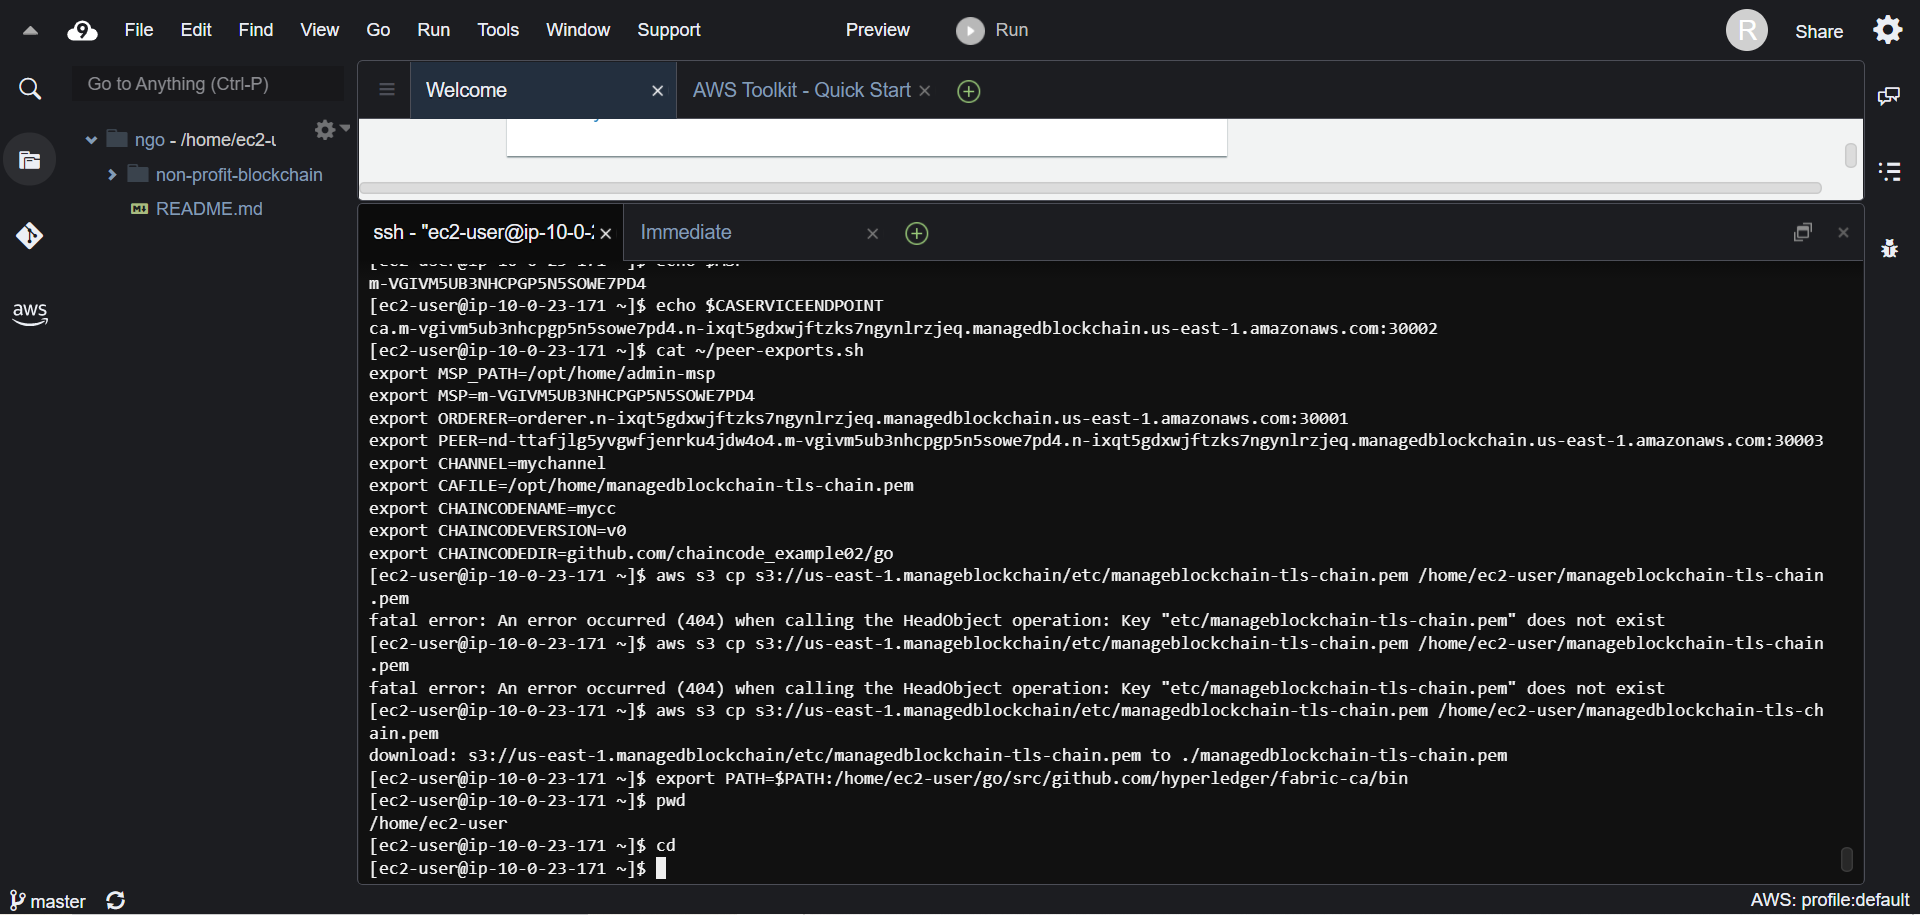 File Edit Find View Go Run Tools Window Support Preview Run R Share
Go to Anything (Ctrl-P)
Welcome
AWS Toolkit - Quick Start
ngo - /home/ec2-u
non-profit-blockchain
README.md
aws
ssh - "ec2-user@ip-10-0-2
Immediate
m-VGIVM5UB3NHCPGP5N5SOWE7PD4
[ec2-user@ip-10-0-23-171 ~]$ echo $CASERVICEENDPOINT
ca.m-vgivm5ub3nhcpgp5n5sowe7pd4.n-ixqt5gdxwjftzks7ngynlrzjeq.managedblockchain.us-east-1.amazonaws.com:30002
[ec2-user@ip-10-0-23-171 ~]$ cat ~/peer-exports.sh
export MSP_PATH=/opt/home/admin-msp
export MSP=m-VGIVM5UB3NHCPGP5N5SOWE7PD4
export ORDERER=orderer.n-ixqt5gdxwjftzks7ngynlrzjeq.managedblockchain.us-east-1.amazonaws.com:30001
export PEER=nd-ttafjlg5yvgwfjenrku4jdw4o4.m-vgivm5ub3nhcpgp5n5sowe7pd4.n-ixqt5gdxwjftzks7ngynlrzjeq.managedblockchain.us-east-1.amazonaws.com:30003
export CHANNEL=mychannel
export CAFILE=/opt/home/managedblockchain-tls-chain.pem
export CHAINCODENAME=mycc
export CHAINCODEVERSION=v0
export CHAINCODEDIR=github.com/chaincode_example02/go
[ec2-user@ip-10-0-23-171 ~]$ aws s3 cp s3://us-east-1.manageblockchain/etc/manageblockchain-tls-chain.pem /home/ec2-user/manageblockchain-tls-chain
.pem
fatal error: An error occurred (404) when calling the HeadObject operation: Key "etc/manageblockchain-tls-chain.pem" does not exist
[ec2-user@ip-10-0-23-171 ~]$ aws s3 cp s3://us-east-1.manageblockchain/etc/manageblockchain-tls-chain.pem /home/ec2-user/manageblockchain-tls-chain
.pem
fatal error: An error occurred (404) when calling the HeadObject operation: Key "etc/manageblockchain-tls-chain.pem" does not exist
[ec2-user@ip-10-0-23-171 ~]$ aws s3 cp s3://us-east-1.managedblockchain/etc/managedblockchain-tls-chain.pem /home/ec2-user/managedblockchain-tls-ch
ain.pem
download: s3://us-east-1.managedblockchain/etc/managedblockchain-tls-chain.pem to ./managedblockchain-tls-chain.pem
[ec2-user@ip-10-0-23-171 ~]$ export PATH=$PATH:/home/ec2-user/go/src/github.com/hyperledger/fabric-ca/bin
[ec2-user@ip-10-0-23-171 ~]$ pwd
/home/ec2-user
[ec2-user@ip-10-0-23-171 ~]$ cd
[ec2-user@ip-10-0-23-171 ~]$
master
AWS: profile:default